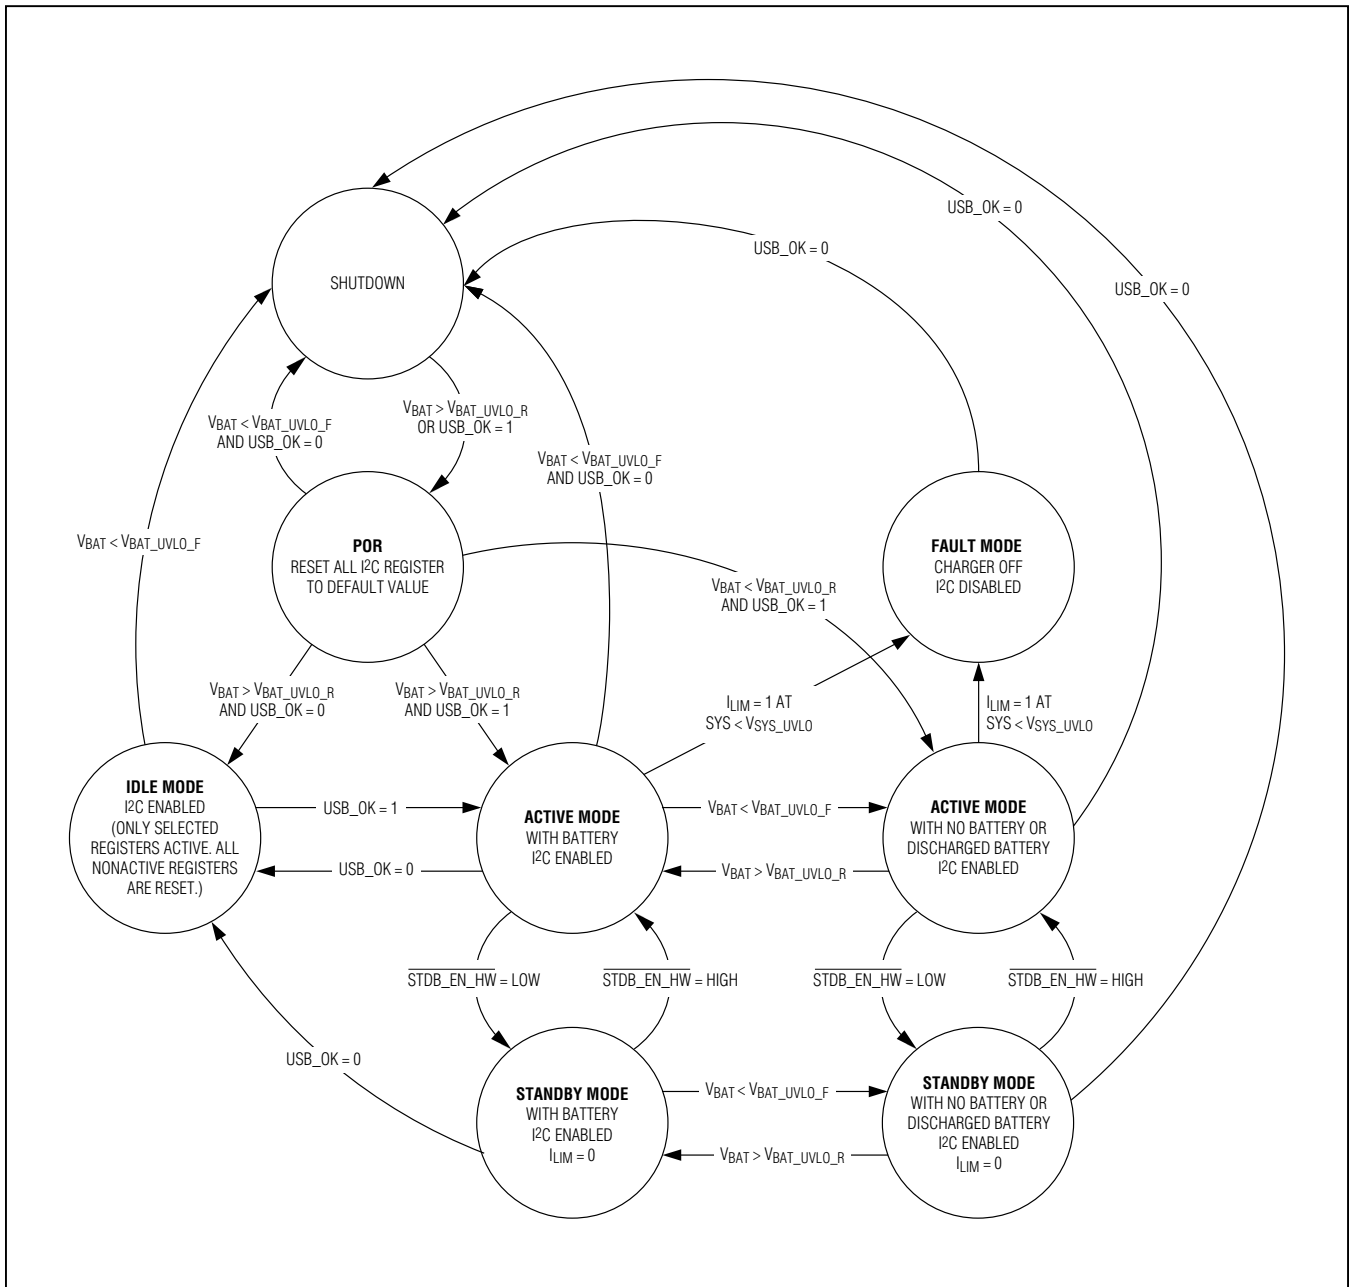 USB_OK = 0
USB_OK = 0
USB_OK = 0
SHUTDOWN
VBAT < VBAT_UVLO_F
AND USB_OK = 0
VBAT > VBAT_UVLO_R
OR USB_OK = 1
VBAT < VBAT_UVLO_F
AND USB_OK = 0
VBAT < VBAT_UVLO_F
POR
RESET ALL I²C REGISTER
TO DEFAULT VALUE
VBAT < VBAT_UVLO_R
AND USB_OK = 1
FAULT MODE
CHARGER OFF
I²C DISABLED
VBAT > VBAT_UVLO_R
AND USB_OK = 0
VBAT > VBAT_UVLO_R
AND USB_OK = 1
ILIM = 1 AT
SYS < VSYS_UVLO
ILIM = 1 AT
SYS < VSYS_UVLO
IDLE MODE
I²C ENABLED
(ONLY SELECTED
REGISTERS ACTIVE. ALL
NONACTIVE REGISTERS
ARE RESET.)
USB_OK = 1
USB_OK = 0
ACTIVE MODE
WITH BATTERY
I²C ENABLED
VBAT < VBAT_UVLO_F
VBAT > VBAT_UVLO_R
ACTIVE MODE
WITH NO BATTERY OR
DISCHARGED BATTERY
I²C ENABLED
STDB_EN_HW = LOW
STDB_EN_HW = HIGH
STDB_EN_HW = LOW
STDB_EN_HW = HIGH
USB_OK = 0
STANDBY MODE
WITH BATTERY
I²C ENABLED
ILIM = 0
VBAT < VBAT_UVLO_F
VBAT > VBAT_UVLO_R
STANDBY MODE
WITH NO BATTERY OR
DISCHARGED BATTERY
I²C ENABLED
ILIM = 0